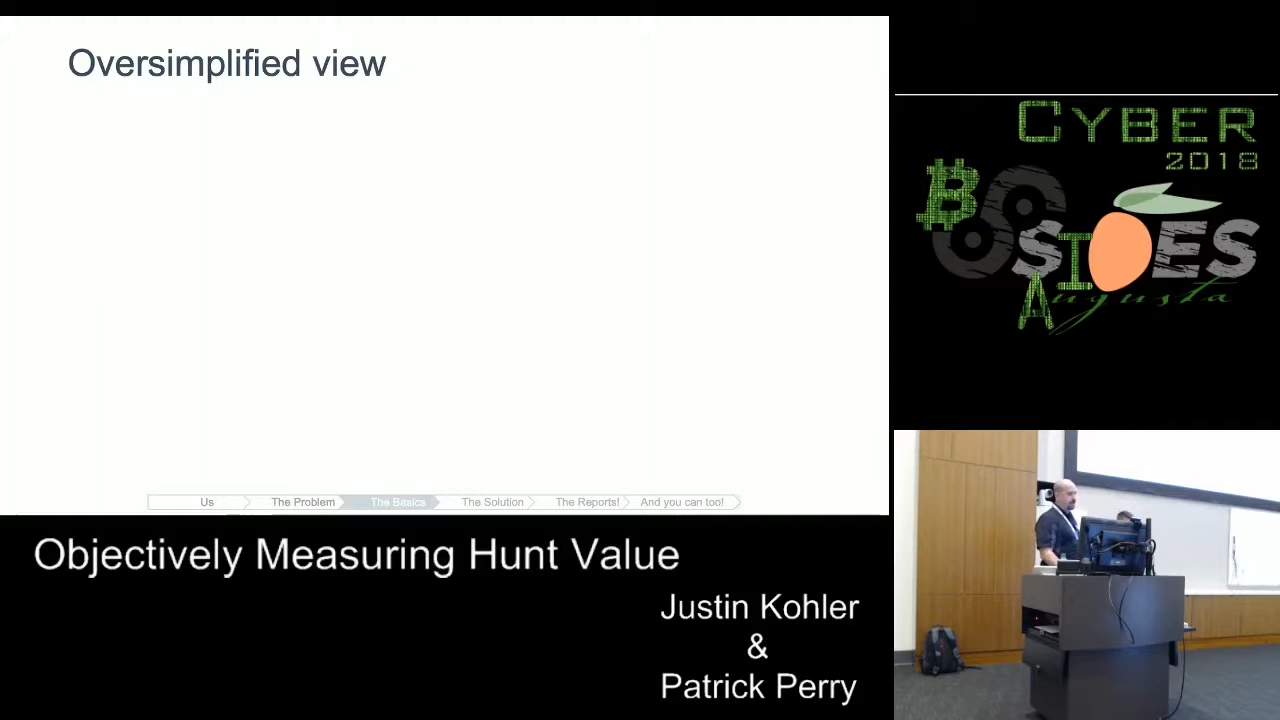 Oversimplified view
Us
The Problem
The Basics
The Solution
The Reports!
And you can too!
Objectively Measuring Hunt Value
Justin Kohler
&
Patrick Perry
CYBER
2018
BSIDES
Augusta